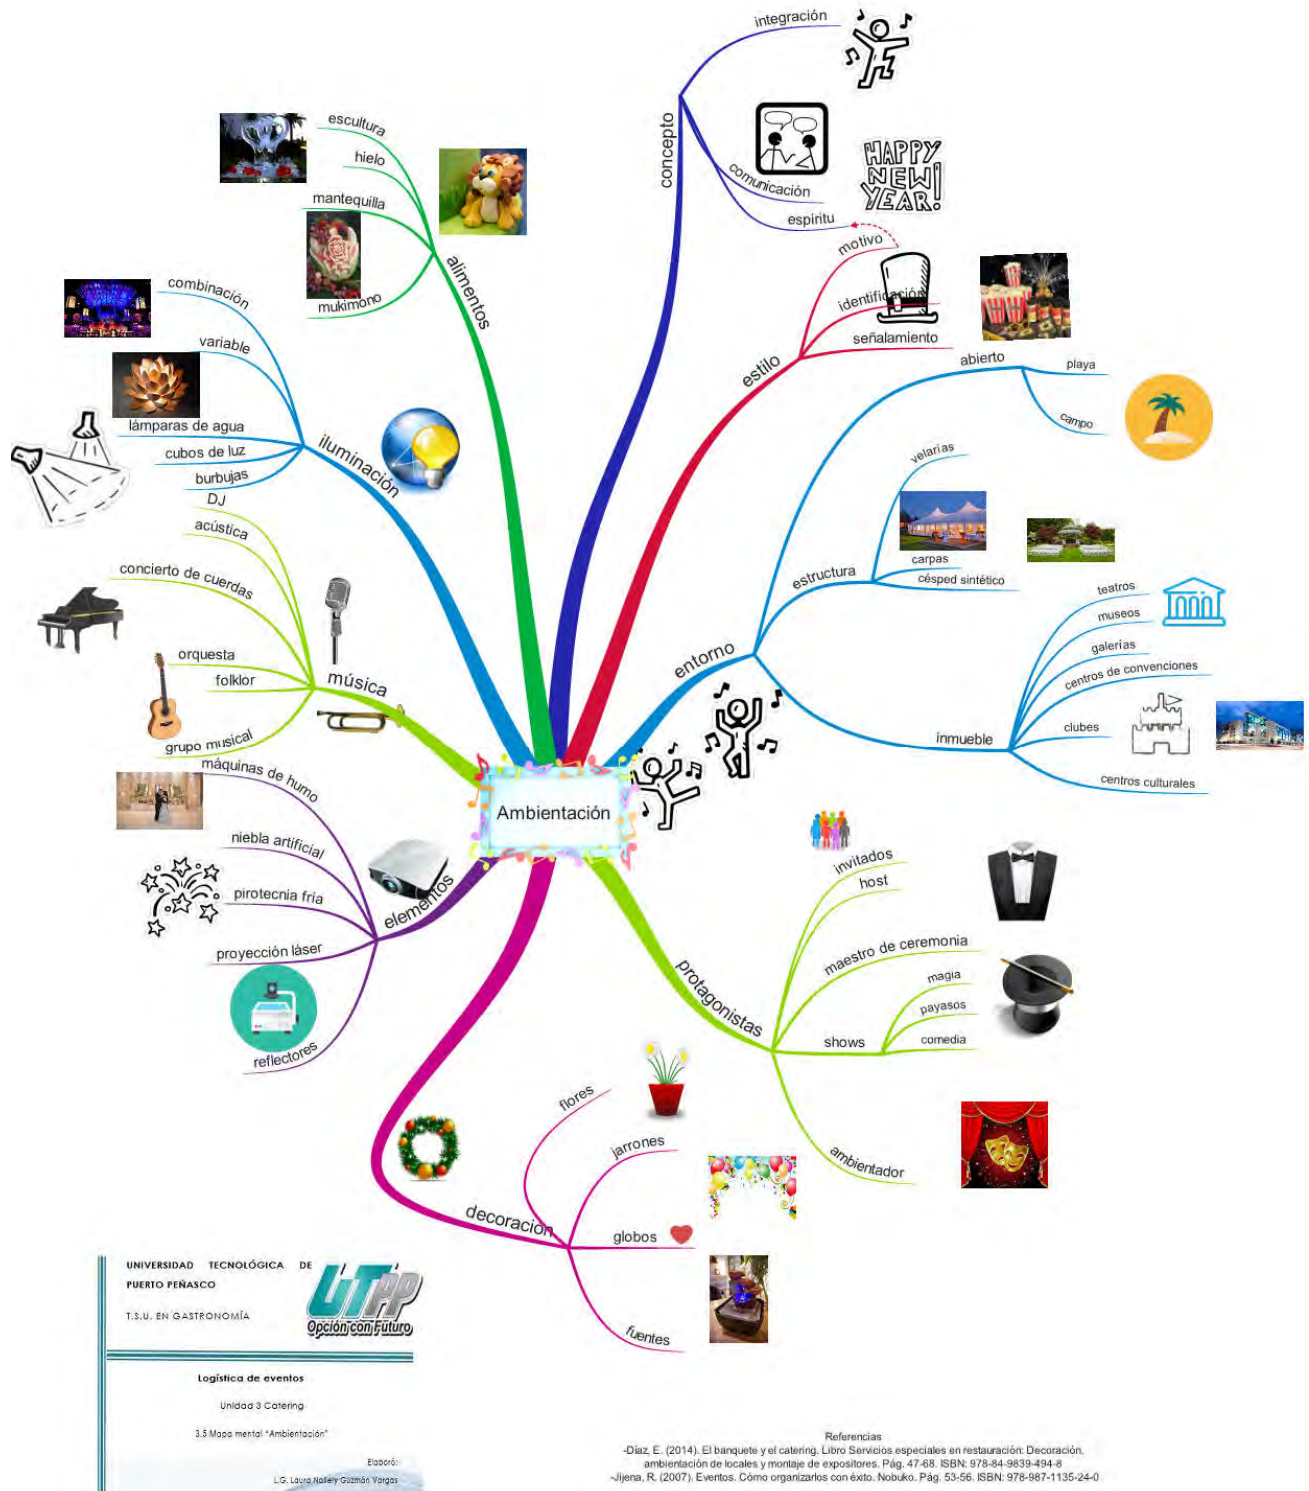 integración
concepto
comunicación
espiritu
HAPPY
NEW
YEAR!
escultura
hielo
mantequilla
mukimono
alimentos
motivo
identificación
señalamiento
estilo
combinación
variable
lámparas de agua
cubos de luz
burbujas
iluminación
abierto
playa
campo
velarías
carpas
césped sintético
estructura
entorno
teatros
museos
galerías
centros de convenciones
clubes
centros culturales
inmueble
DJ
acústica
concierto de cuerdas
orquesta
folklor
grupo musical
música
Ambientación
máquinas de humo
niebla artificial
pirotecnia fria
proyección láser
reflectores
elementos
invitados
host
maestro de ceremonia
shows
magia
payasos
comedia
ambientador
protagonistas
flores
jarrones
globos
fuentes
decoración
UNIVERSIDAD TECNOLÓGICA DE
PUERTO PEÑASCO
T.S.U. EN GASTRONOMÍA
UTPP
Opción con Futuro
Logística de eventos
Unidad 3 Catering
3.5 Mapa mental "Ambientación"
Elaboró:
L.G. Laura Nallely Guzmán Vargas
Referencias
-Díaz, E. (2014). El banquete y el catering. Libro Servicios especiales en restauración: Decoración,
ambientación de locales y montaje de expositores. Pág. 47-68. ISBN: 978-84-9839-494-8
-Jijena, R. (2007). Eventos. Cómo organizarlos con éxito. Nobuko. Pág. 53-56. ISBN: 978-987-1135-24-0